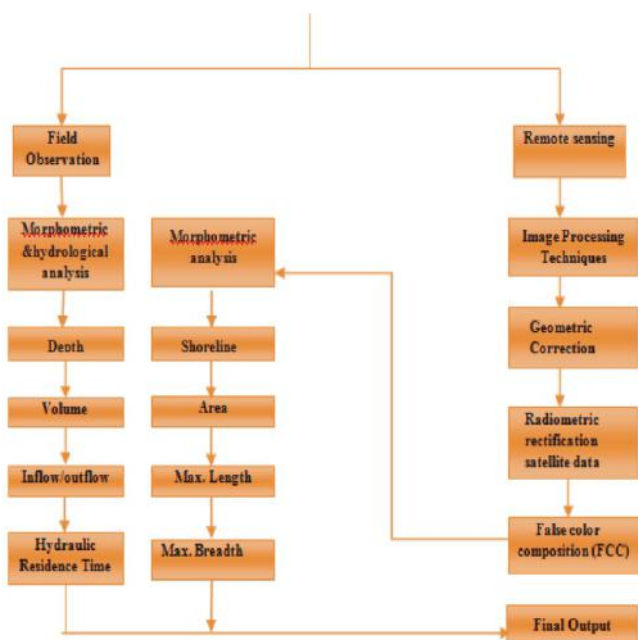 Field
Observation
Morphometric
&hydrological
analysis
Depth
Volume
Inflow/outflow
Hydraulic
Residence Time
Morphometric
analysis
Shoreline
Area
Max. Length
Max. Breadth
Remote sensing
Image Processing
Techniques
Geometric
Correction
Radiometric
rectification
satellite data
False color
composition (FCC)
Final Output